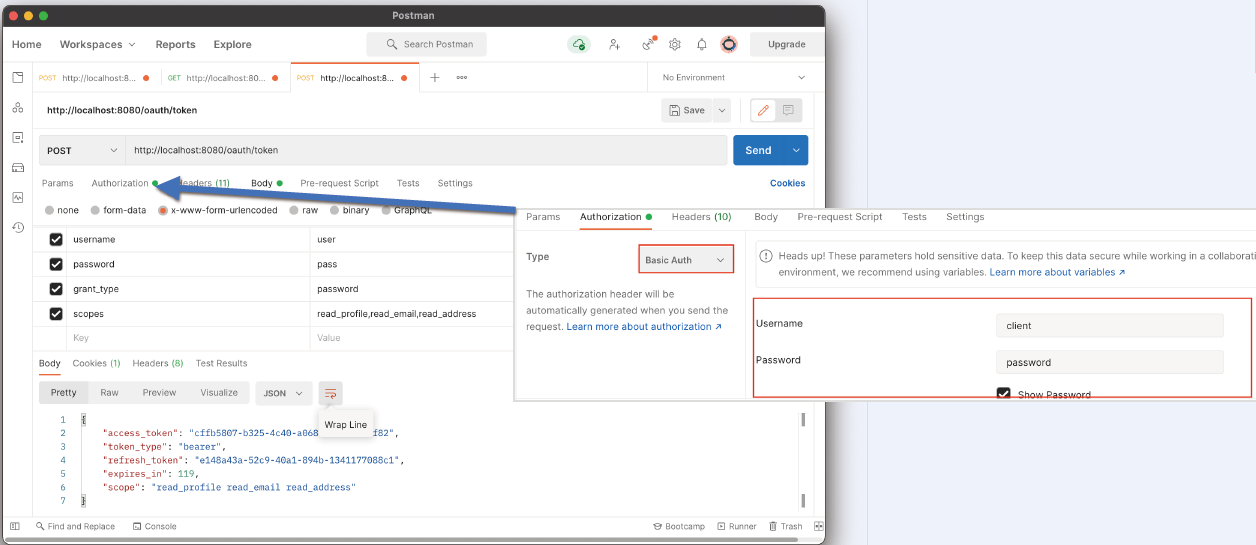 Postman
Home Workspaces Reports Explore Search Postman Upgrade
POST http://localhost:8... GET http://localhost:80... POST http://localhost:8... ooo No Environment
http://localhost:8080/oauth/token Save
POST http://localhost:8080/oauth/token Send
Params Authorization Headers (11) Body Pre-request Script Tests Settings Cookies
none form-data x-www-form-urlencoded raw binary GraphQL
username user
password pass
grant_type password
scopes read_profile,read_email,read_address
Key Value
Params Authorization Headers (10) Body Pre-request Script Tests Settings
Type Basic Auth
The authorization header will be
automatically generated when you send the
request. Learn more about authorization ↗
Heads up! These parameters hold sensitive data. To keep this data secure while working in a collaborati
environment, we recommend using variables. Learn more about variables ↗
Username client
Password password
Show Password
Body Cookies (1) Headers (8) Test Results
Pretty Raw Preview Visualize JSON
Wrap Line
1 {
2 "access_token": "cffb5807-b325-4c40-a068 f82",
3 "token_type": "bearer",
4 "refresh_token": "e148a43a-52c9-40a1-894b-1341177088c1",
5 "expires_in": 119,
6 "scope": "read_profile read_email read_address"
7 }
Find and Replace Console Bootcamp Runner Trash